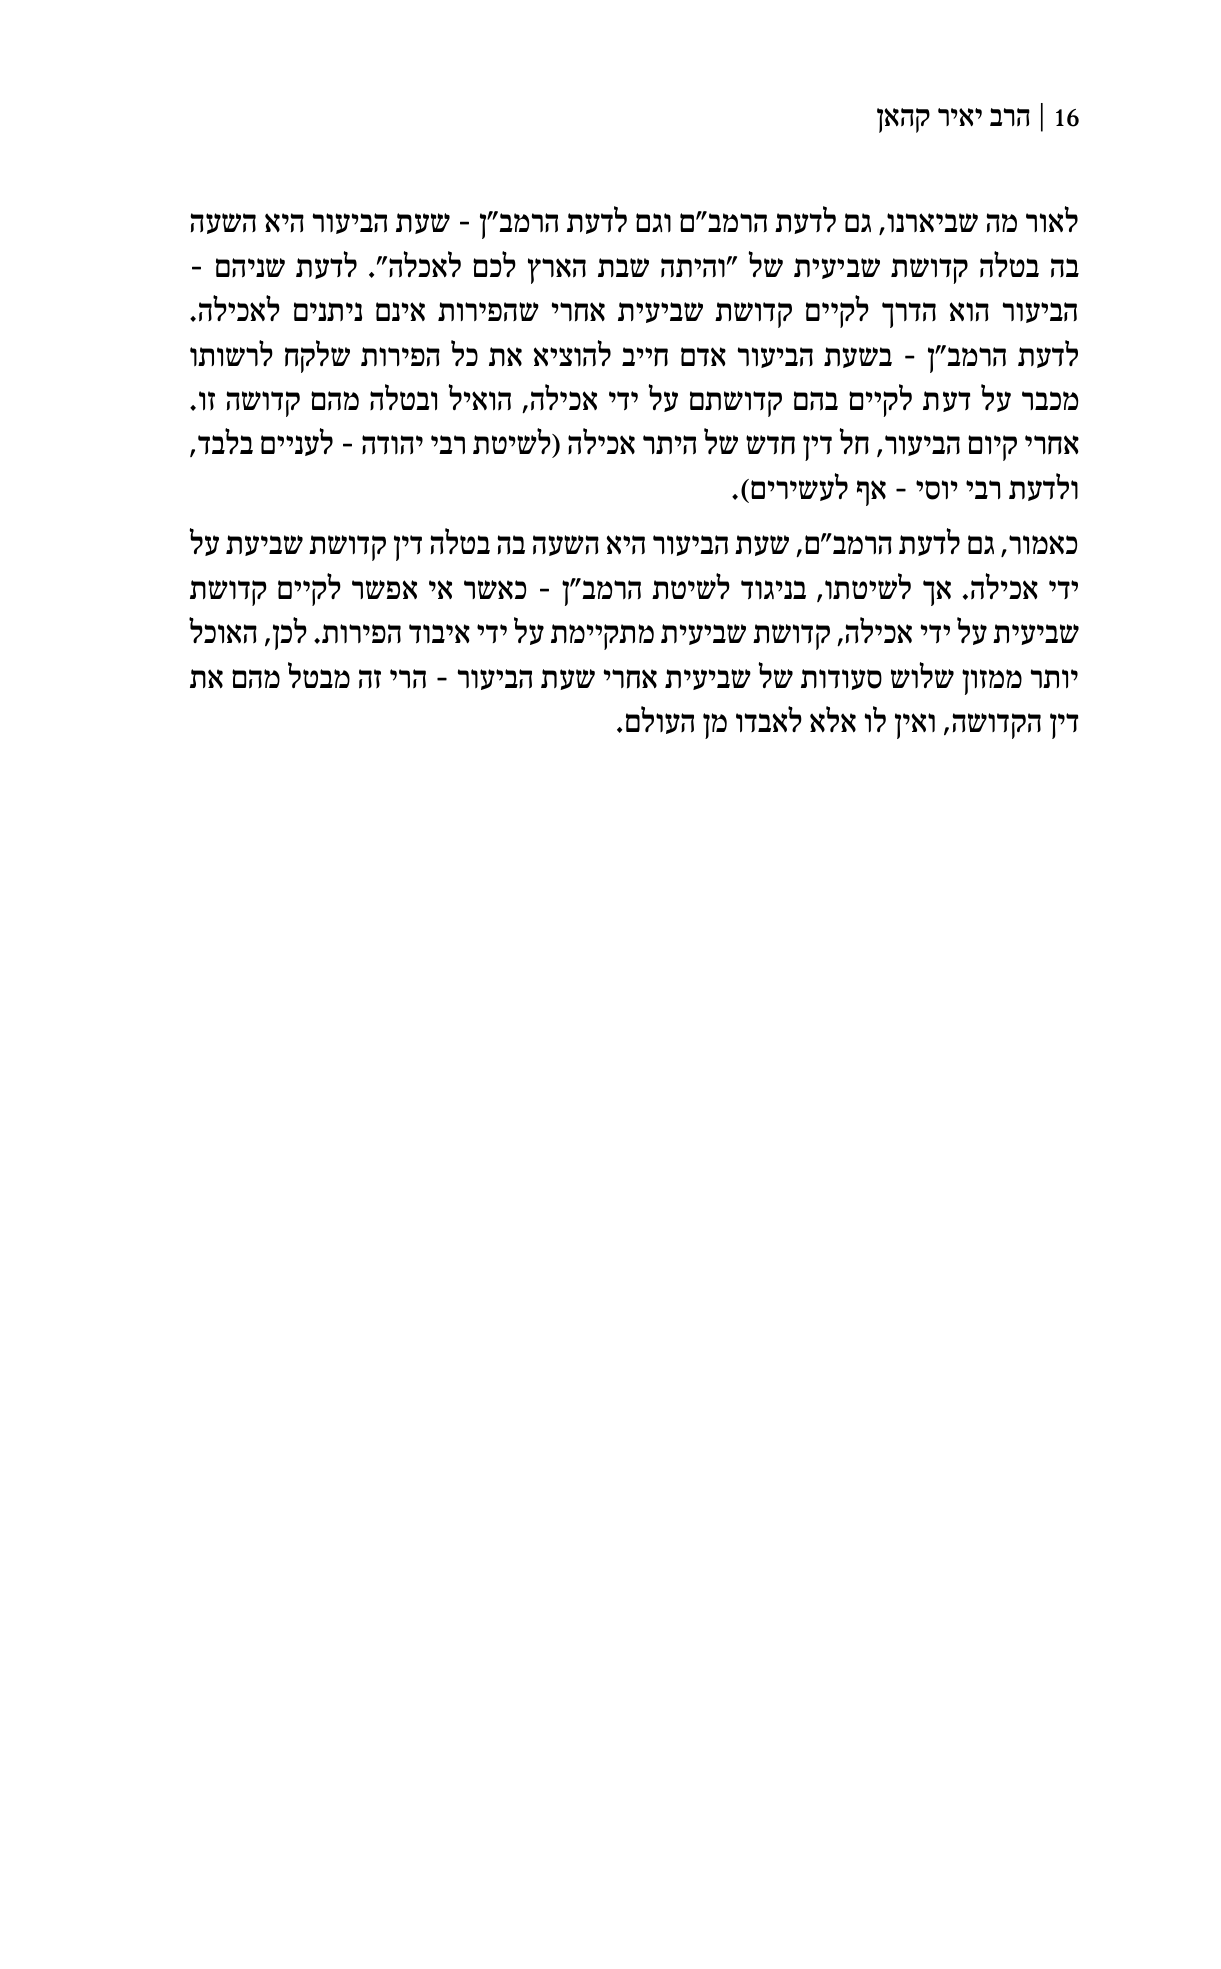 16 | הרב יאיר קהאן
לאור מה שביארנו, גם לדעת הרמב"ם וגם לדעת הרמב"ן - שעת הביעור היא השעה
בה בטלה קדושת שביעית של "והיתה שבת הארץ לכם לאכלה". לדעת שניהם -
הביעור הוא הדרך לקיים קדושת שביעית אחרי שהפירות אינם ניתנים לאכילה.
לדעת הרמב"ן - בשעת הביעור אדם חייב להוציא את כל הפירות שלקח לרשותו
מכבר על דעת לקיים בהם קדושתם על ידי אכילה, הואיל ובטלה מהם קדושה זו.
אחרי קיום הביעור, חל דין חדש של היתר אכילה (לשיטת רבי יהודה - לעניים בלבד,
ולדעת רבי יוסי - אף לעשירים).
כאמור, גם לדעת הרמב"ם, שעת הביעור היא השעה בה בטלה דין קדושת שביעת על
ידי אכילה. אך לשיטתו, בניגוד לשיטת הרמב"ן - כאשר אי אפשר לקיים קדושת
שביעית על ידי אכילה, קדושת שביעית מתקיימת על ידי איבוד הפירות. לכן, האוכל
יותר ממזון שלוש סעודות של שביעית אחרי שעת הביעור - הרי זה מבטל מהם את
דין הקדושה, ואין לו אלא לאבדו מן העולם.